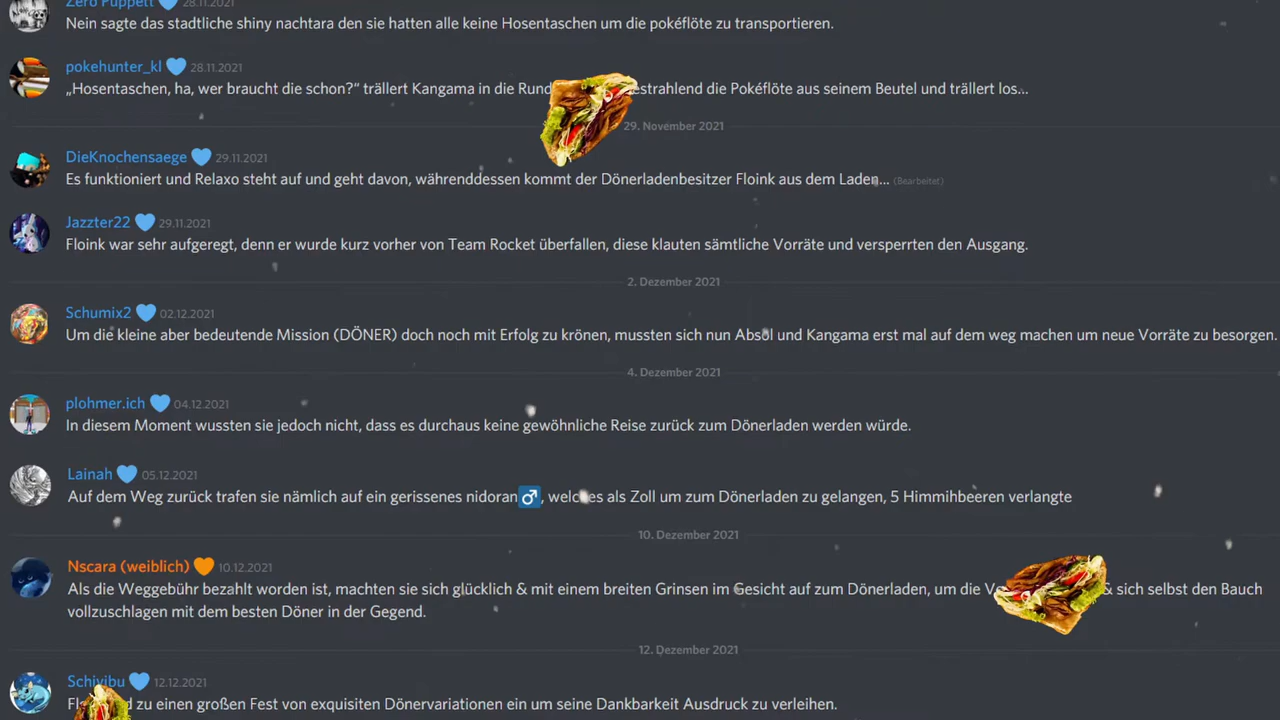 Zero Puppett 28.11.2021
Nein sagte das stadtliche shiny nachtara den sie hatten alle keine Hosentaschen um die pokéflöte zu transportieren.
pokehunter_kl 28.11.2021
„Hosentaschen, ha, wer braucht die schon?“ trällert Kangama in die Rund estrahlend die Pokéflöte aus seinem Beutel und trällert los...
29. November 2021
DieKnochensaege 29.11.2021
Es funktioniert und Relaxo steht auf und geht davon, währenddessen kommt der Dönerladenbesitzer Floink aus dem Laden... (Bearbeitet)
Jazzter22 29.11.2021
Floink war sehr aufgeregt, denn er wurde kurz vorher von Team Rocket überfallen, diese klauten sämtliche Vorräte und versperrten den Ausgang.
2. Dezember 2021
Schumix2 02.12.2021
Um die kleine aber bedeutende Mission (DÖNER) doch noch mit Erfolg zu krönen, mussten sich nun Absol und Kangama erst mal auf dem weg machen um neue Vorräte zu besorgen.
4. Dezember 2021
plohmer.ich 04.12.2021
In diesem Moment wussten sie jedoch nicht, dass es durchaus keine gewöhnliche Reise zurück zum Dönerladen werden würde.
Lainah 05.12.2021
Auf dem Weg zurück trafen sie nämlich auf ein gerissenes nidoran♂, welches als Zoll um zum Dönerladen zu gelangen, 5 Himmihbeeren verlangte
10. Dezember 2021
Nscara (weiblich) 10.12.2021
Als die Weggebühr bezahlt worden ist, machten sie sich glücklich & mit einem breiten Grinsen im Gesicht auf zum Dönerladen, um die & sich selbst den Bauch
vollzuschlagen mit dem besten Döner in der Gegend.
12. Dezember 2021
Schivibu 12.12.2021
zu einen großen Fest von exquisiten Dönervariationen ein um seine Dankbarkeit Ausdruck zu verleihen.